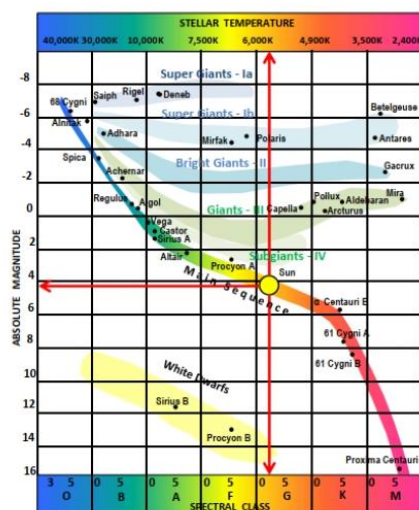 STELLAR TEMPERATURE
40,000K 30,000K 10,000K 7,500K 6,000K 4,900K 3,500K 2,400K
-8
Super Giants - Ia
Saiph Rigel Deneb
68 Cygni
-6
Super Giants - Ib
Betelgeuse
Alnitak
-4
Adhara
Mirfak Polaris Antares
Spica
Bright Giants - II
Gacrux
-2
Achernar
Regulus Algol
Pollux Aldebaran Mira
0
Giants - III
Capella Arcturus
Vega
Castor
Sirius A
2
Altair
Subgiants - IV
Procyon A
Sun
4
Main Sequence
α Centauri B
6
61 Cygni A
8
61 Cygni B
10
White Dwarfs
12
Sirius B
Procyon B
14
Proxima Centauri
16
ABSOLUTE MAGNITUDE
3 5 0 5 0 5 0 5 0 5 0 5 0 5
O B A F G K M
SPECTRAL CLASS